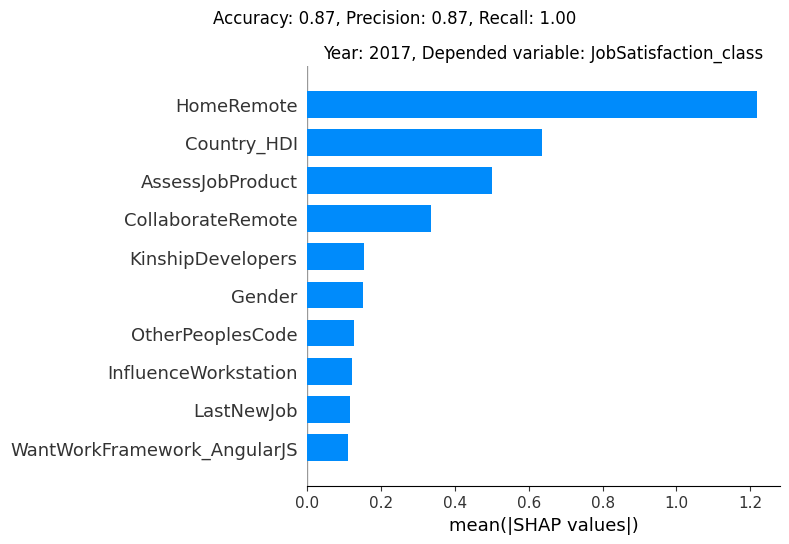 Accuracy: 0.87, Precision: 0.87, Recall: 1.00
Year: 2017, Depended variable: JobSatisfaction_class
HomeRemote
Country_HDI
AssessJobProduct
CollaborateRemote
KinshipDevelopers
Gender
OtherPeoplesCode
InfluenceWorkstation
LastNewJob
WantWorkFramework_AngularJS
0.0 0.2 0.4 0.6 0.8 1.0 1.2
mean(|SHAP values|)